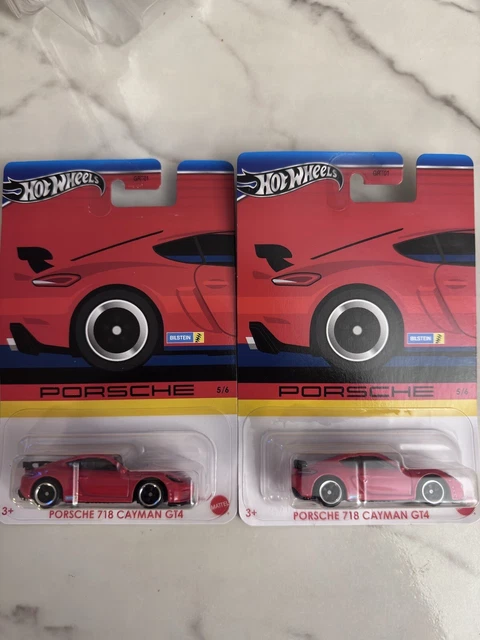 HOT WHEELS
BILSTEIN
PORSCHE 5/6
3+
PORSCHE 718 CAYMAN GT4
MATTEL
HOT WHEELS
BILSTEIN
PORSCHE
3+
PORSCHE 718 CAYMAN GT4